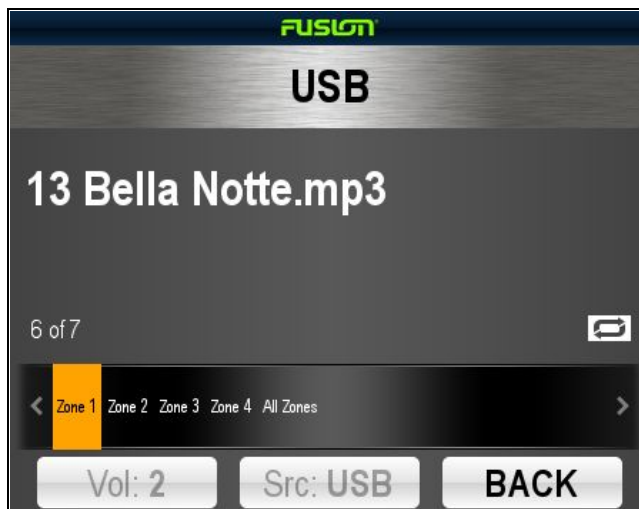 FUSION
USB
13 Bella Notte.mp3
6 of 7
Zone 1 Zone 2 Zone 3 Zone 4 All Zones
Vol: 2 Src: USB BACK